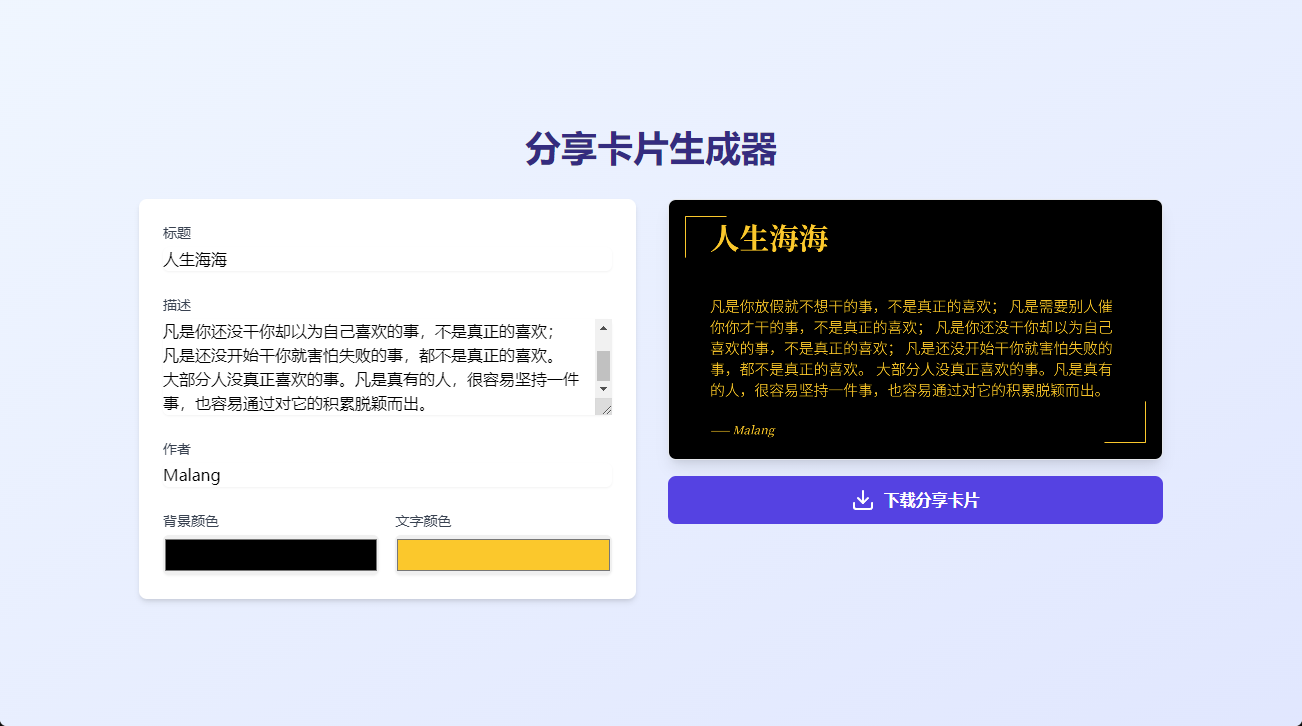 分享卡片生成器
标题
人生海海
描述
凡是你还没干你却以为自己喜欢的事，不是真正的喜欢；
凡是还没开始干你就害怕失败的事，都不是真正的喜欢。
大部分人没真正喜欢的事。凡是真有的人，很容易坚持一件
事，也容易通过对它的积累脱颖而出。
作者
Malang
背景颜色
文字颜色
人生海海
凡是你放假就不想干的事，不是真正的喜欢； 凡是需要别人催
你你才干的事，不是真正的喜欢； 凡是你还没干你却以为自己
喜欢的事，不是真正的喜欢； 凡是还没开始干你就害怕失败的
事，都不是真正的喜欢。 大部分人没真正喜欢的事。凡是真有
的人，很容易坚持一件事，也容易通过对它的积累脱颖而出。
—— Malang
下载分享卡片